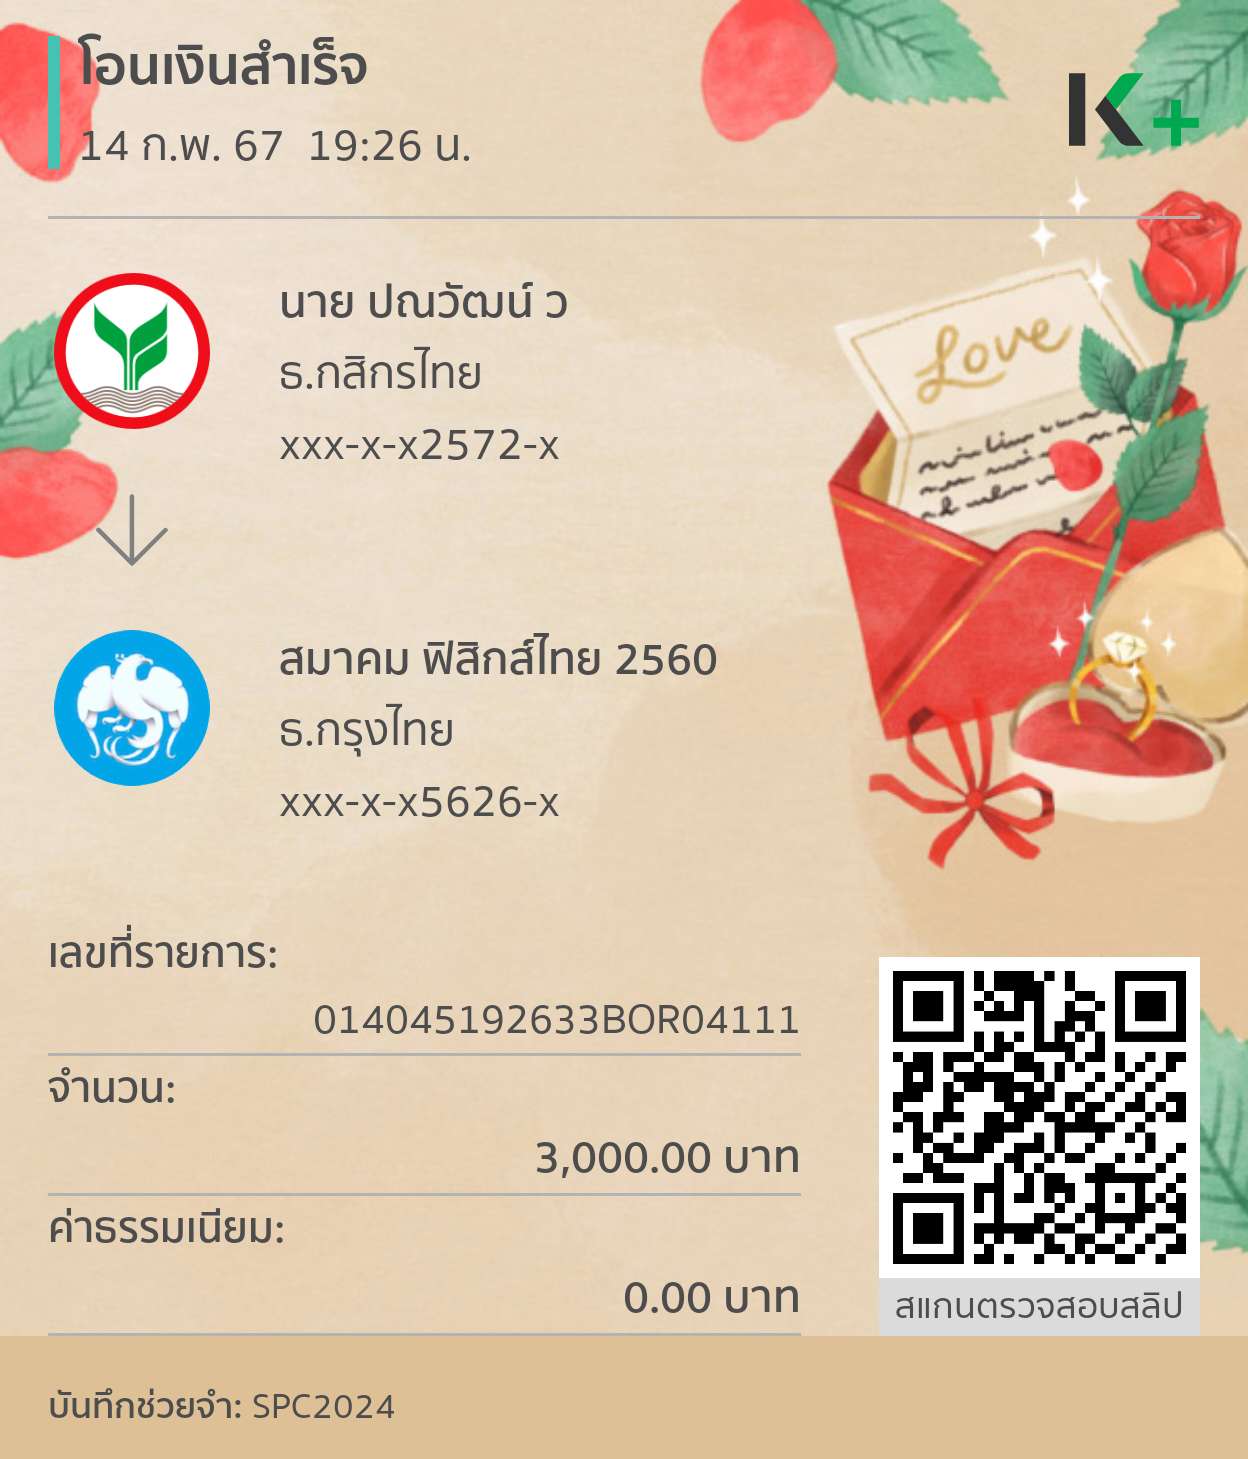 โอนเงินสำเร็จ
14 ก.พ. 67  19:26 น.
K+
นาย ปณวัฒน์ ว
ธ.กสิกรไทย
xxx-x-x2572-x
Love
สมาคม ฟิสิกส์ไทย 2560
ธ.กรุงไทย
xxx-x-x5626-x
เลขที่รายการ:
014045192633BOR04111
จำนวน:
3,000.00 บาท
ค่าธรรมเนียม:
0.00 บาท
สแกนตรวจสอบสลิป
บันทึกช่วยจำ: SPC2024